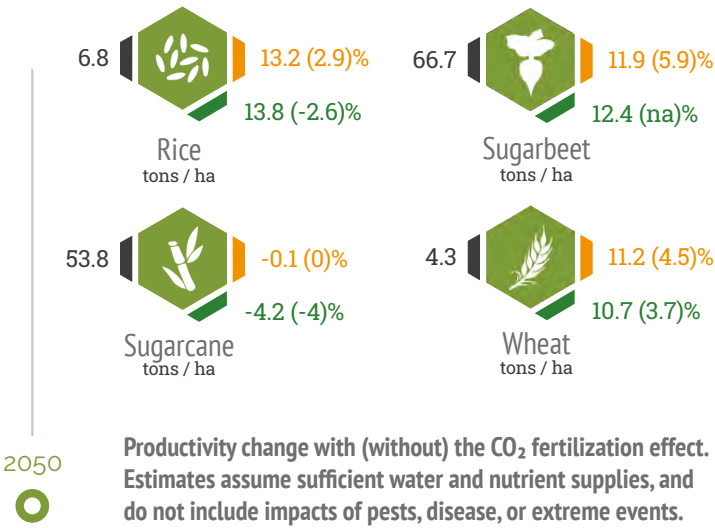 6.8
13.2 (2.9)%
13.8 (-2.6)%
Rice
tons / ha
66.7
11.9 (5.9)%
12.4 (na)%
Sugarbeet
tons / ha
53.8
-0.1 (0)%
-4.2 (-4)%
Sugarcane
tons / ha
4.3
11.2 (4.5)%
10.7 (3.7)%
Wheat
tons / ha
2050
Productivity change with (without) the CO₂ fertilization effect.
Estimates assume sufficient water and nutrient supplies, and
do not include impacts of pests, disease, or extreme events.